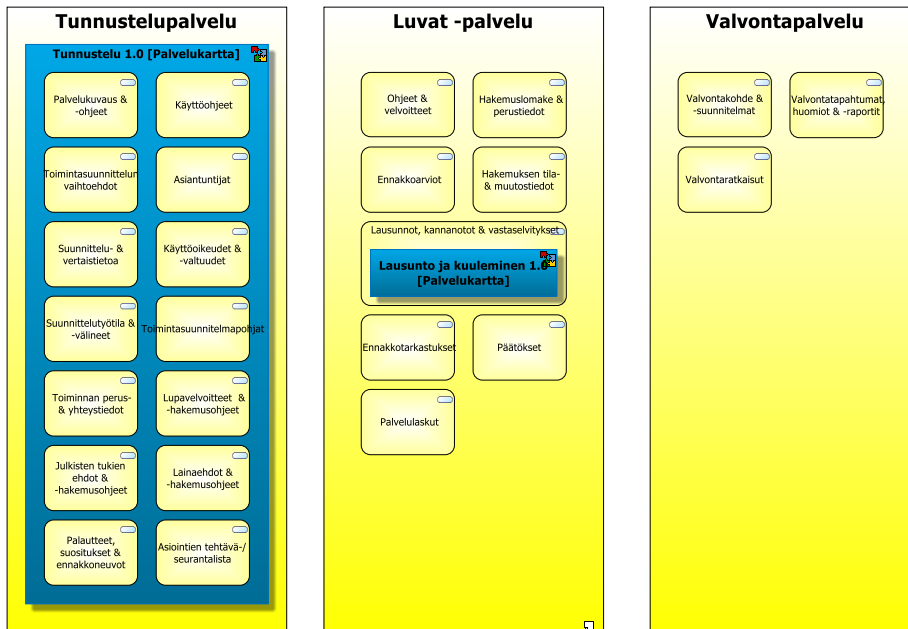 Tunnustelupalvelu
Tunnustelu 1.0 [Palvelukartta]
Palvelukuvaus &
-ohjeet
Käyttöohjeet
Toimintasuunnittelun
vaihtoehdot
Asiantuntijat
Suunnittelu- &
vertaistietoa
Käyttöoikeudet &
-valtuudet
Suunnittelutyötila &
-välineet
Toimintasuunnitelmapohjat
Toiminnan perus-
& yhteystiedot
Lupavelvoitteet &
-hakemusohjeet
Julkisten tukien
ehdot &
-hakemusohjeet
Lainaehdot &
-hakemusohjeet
Palautteet,
suositukset &
ennakkoneuvot
Asiointien tehtävä-/
seurantalista
Luvat -palvelu
Ohjeet &
velvoitteet
Hakemuslomake &
perustiedot
Ennakkoarviot
Hakemuksen tila-
& muutostiedot
Lausunnot, kannanotot & vastaselvitykset
Lausunto ja kuuleminen 1.0
[Palvelukartta]
Ennakkotarkastukset
Päätökset
Palvelulaskut
Valvontapalvelu
Valvontakohde &
-suunnitelmat
Valvontatapahtumat,
huomiot & -raportit
Valvontaratkaisut